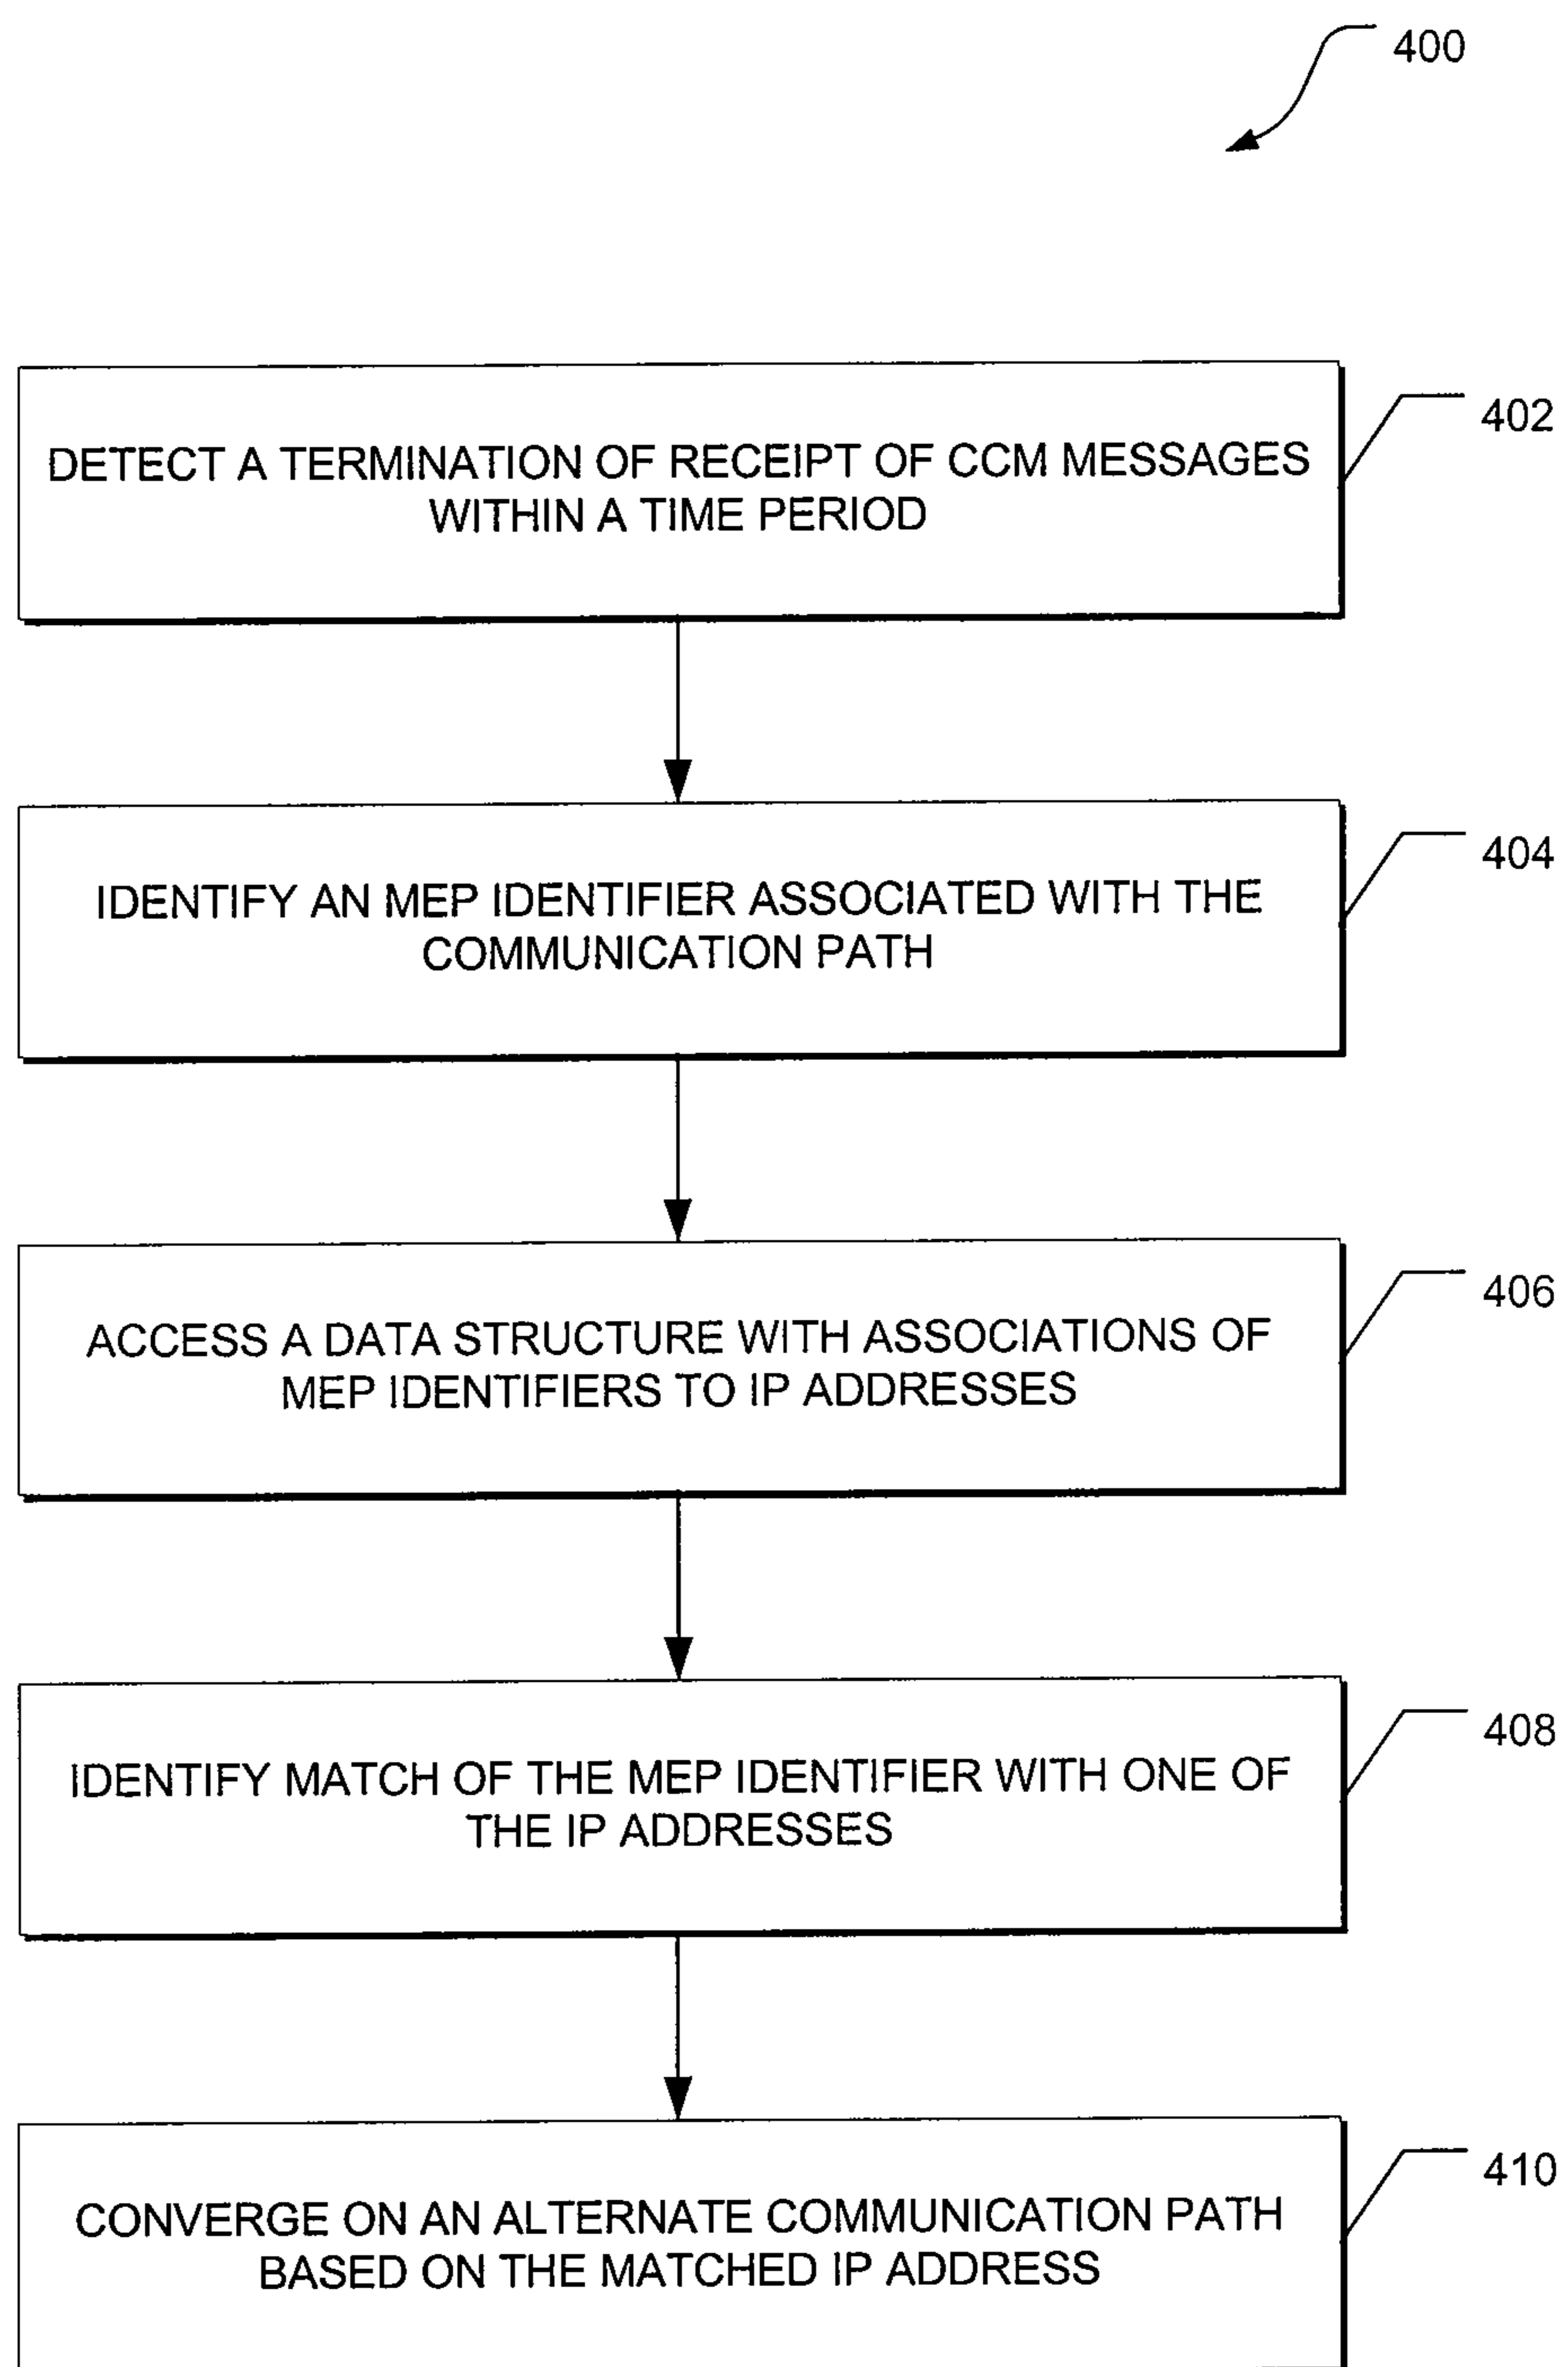 400
DETECT A TERMINATION OF RECEIPT OF CCM MESSAGES
WITHIN A TIME PERIOD
402
IDENTIFY AN MEP IDENTIFIER ASSOCIATED WITH THE
COMMUNICATION PATH
404
ACCESS A DATA STRUCTURE WITH ASSOCIATIONS OF
MEP IDENTIFIERS TO IP ADDRESSES
406
IDENTIFY MATCH OF THE MEP IDENTIFIER WITH ONE OF
THE IP ADDRESSES
408
CONVERGE ON AN ALTERNATE COMMUNICATION PATH
BASED ON THE MATCHED IP ADDRESS
410